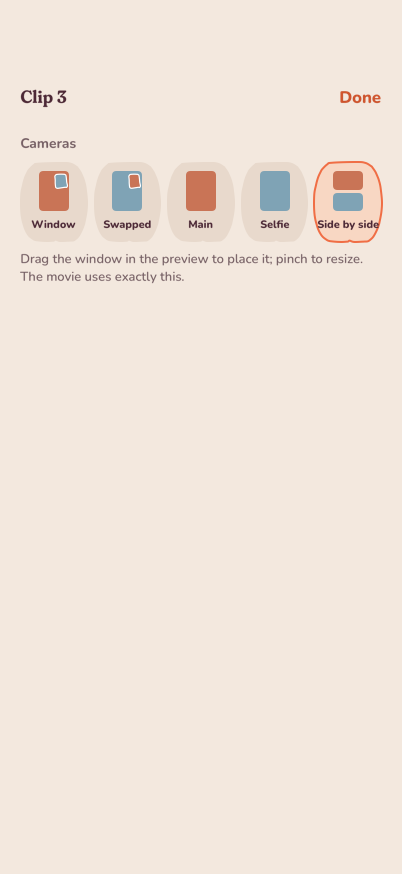 Clip 3
Done
Cameras
Window
Swapped
Main
Selfie
Side by side
Drag the window in the preview to place it; pinch to resize.
The movie uses exactly this.